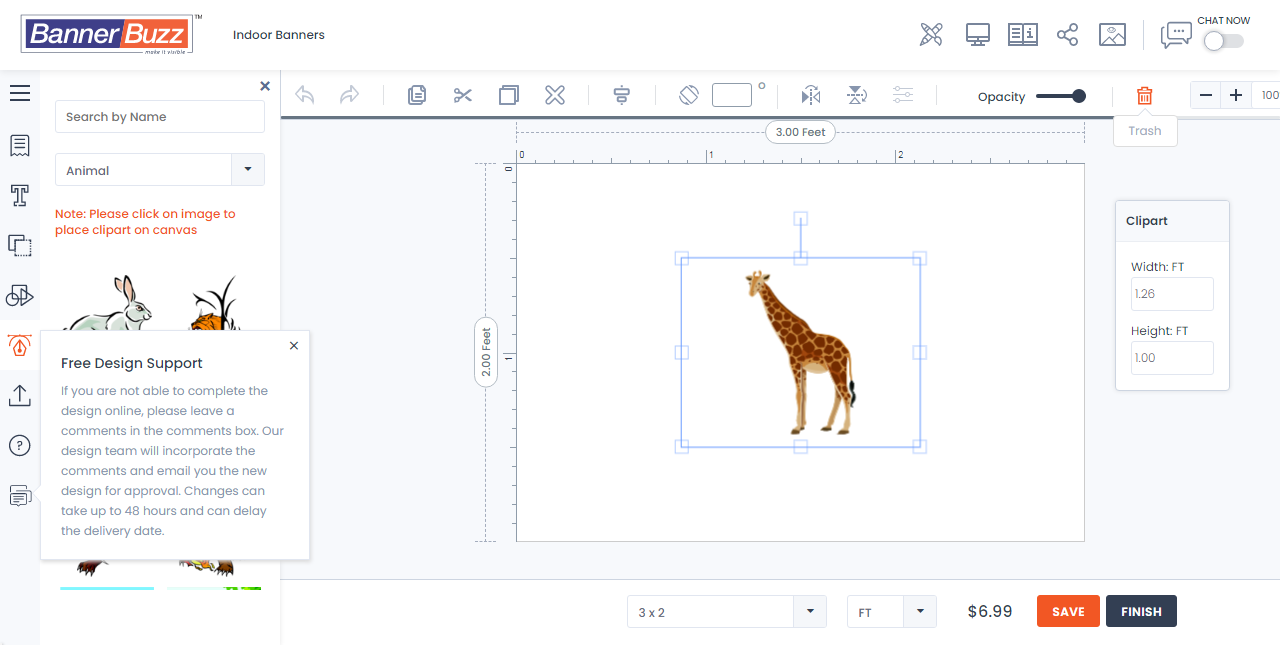 BannerBuzz
TM
make it visible
Indoor Banners
CHAT NOW
Opacity
100
Trash
Search by Name
Animal
Note: Please click on image to
place clipart on canvas
3.00 Feet
0
1
2
0
1
2.00 Feet
Clipart
Width: FT
1.26
Height: FT
1.00
Free Design Support
If you are not able to complete the
design online, please leave a
comments in the comments box. Our
design team will incorporate the
comments and email you the new
design for approval. Changes can
take up to 48 hours and can delay
the delivery date.
3 x 2
FT
$6.99
SAVE
FINISH